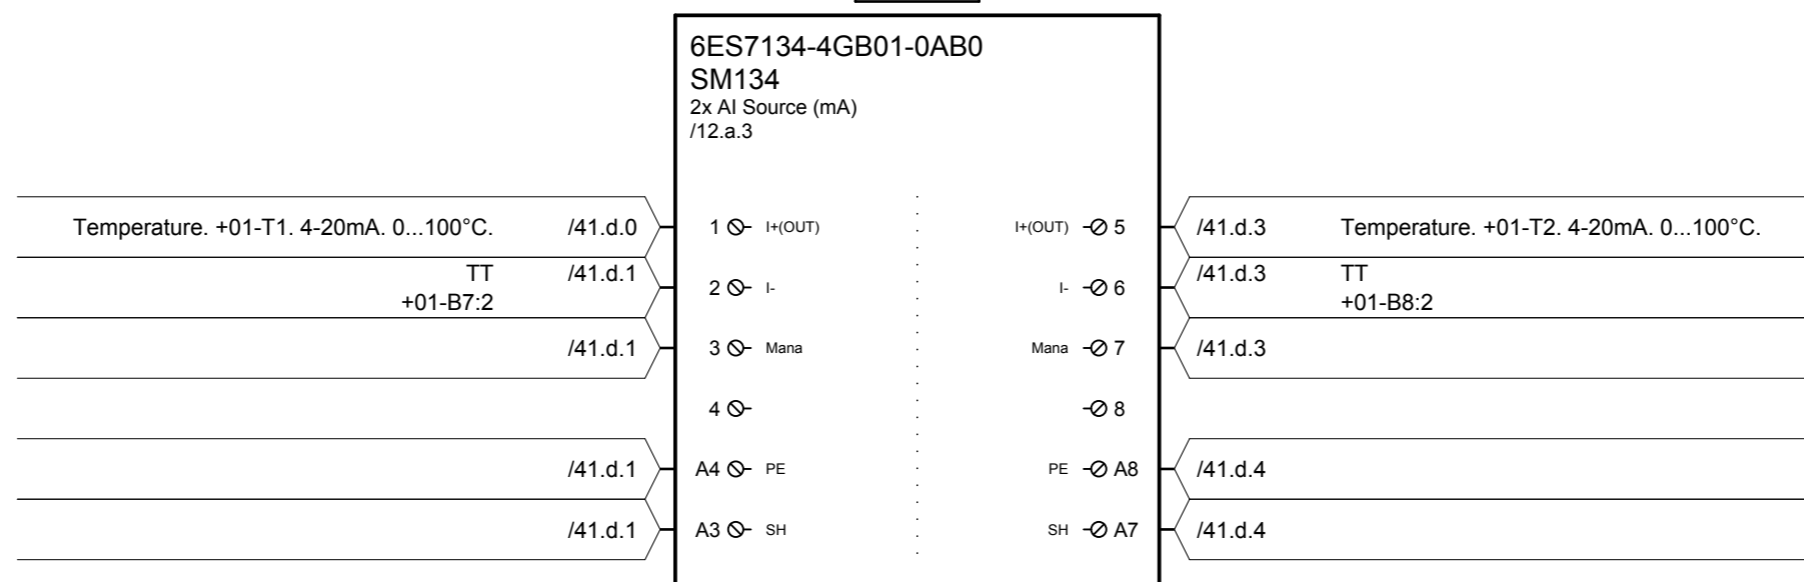 6ES7134-4GB01-0AB0
SM134
2x AI Source (mA)
/12.a.3
Temperature. +01-T1. 4-20mA. 0...100°C. /41.d.0 1 I+(OUT) I+(OUT) 5 /41.d.3 Temperature. +01-T2. 4-20mA. 0...100°C.
TT /41.d.1 2 I- I- 6 /41.d.3 TT
+01-B7:2 +01-B8:2
/41.d.1 3 Mana Mana 7 /41.d.3
4 8
/41.d.1 A4 PE PE A8 /41.d.4
/41.d.1 A3 SH SH A7 /41.d.4